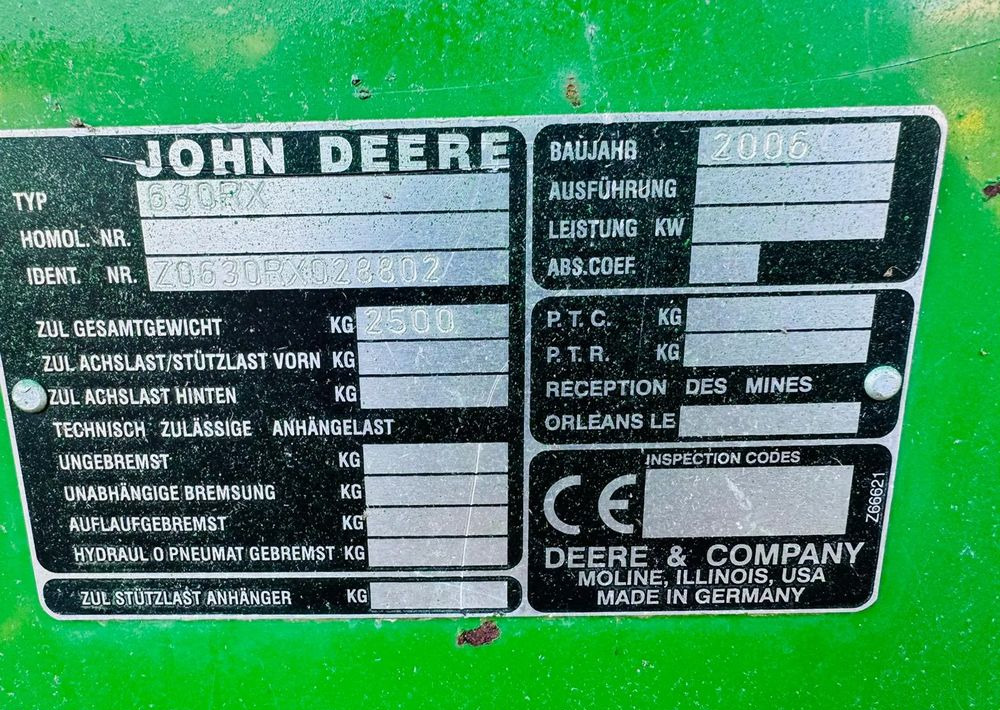 JOHN DEERE
TYP 630RX
HOMOL. NR.
IDENT. NR. Z0630RX028802
ZUL GESAMTGEWICHT KG 2500
ZUL ACHSLAST/STÜTZLAST VORN KG
ZUL ACHSLAST HINTEN KG
TECHNISCH ZULÄSSIGE ANHÄNGELAST
UNGEBREMST KG
UNABHÄNGIGE BREMSUNG KG
AUFLAUFGEBREMST KG
HYDRAUL O PNEUMAT GEBREMST KG
ZUL STÜTZLAST ANHÄNGER KG
BAUJAHR 2006
AUSFÜHRUNG
LEISTUNG KW
ABS.COEF.
P.T.C. KG
P.T.R. KG
RECEPTION DES MINES
ORLEANS LE
INSPECTION CODES
CE
Z66621
DEERE & COMPANY
MOLINE, ILLINOIS, USA
MADE IN GERMANY